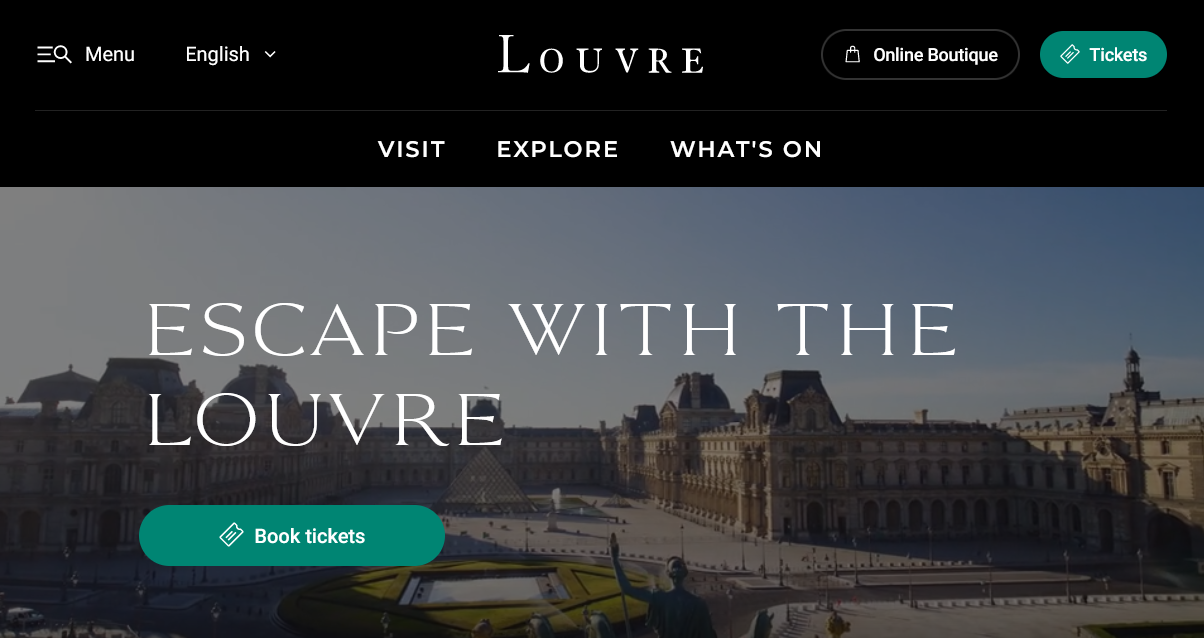 Menu
English
LOUVRE
Online Boutique
Tickets
VISIT
EXPLORE
WHAT'S ON
ESCAPE WITH THE
LOUVRE
Book tickets